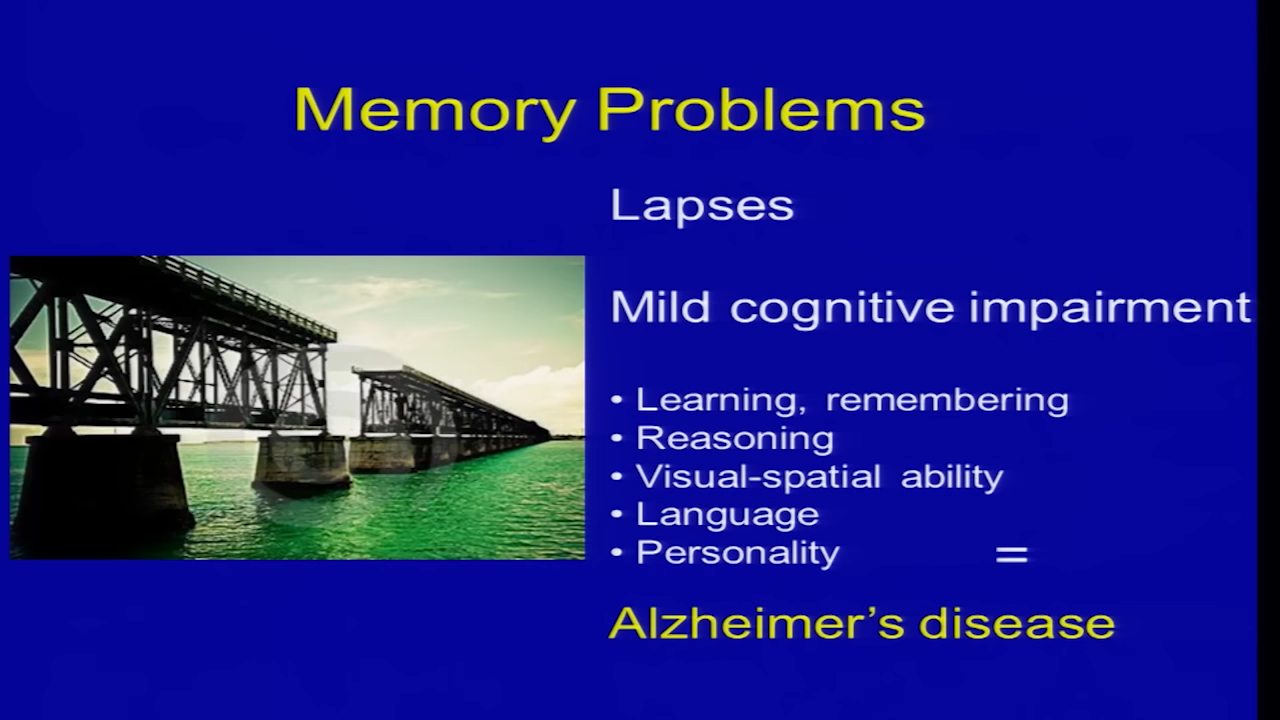 Memory Problems
Lapses
Mild cognitive impairment
• Learning, remembering
• Reasoning
• Visual-spatial ability
• Language
• Personality =
Alzheimer's disease